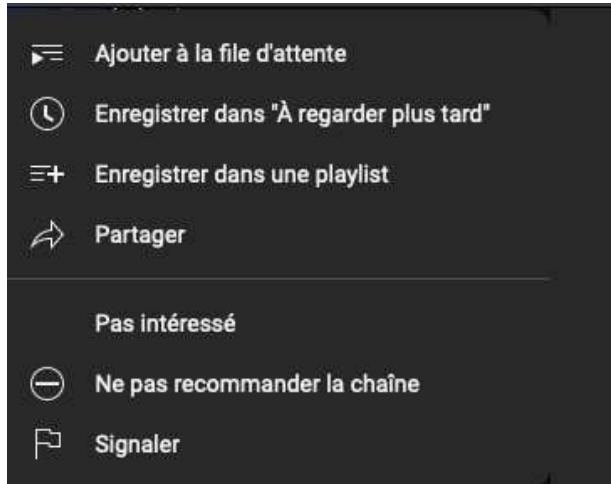 Ajouter à la file d'attente
Enregistrer dans "À regarder plus tard"
Enregistrer dans une playlist
Partager
Pas intéressé
Ne pas recommander la chaîne
Signaler